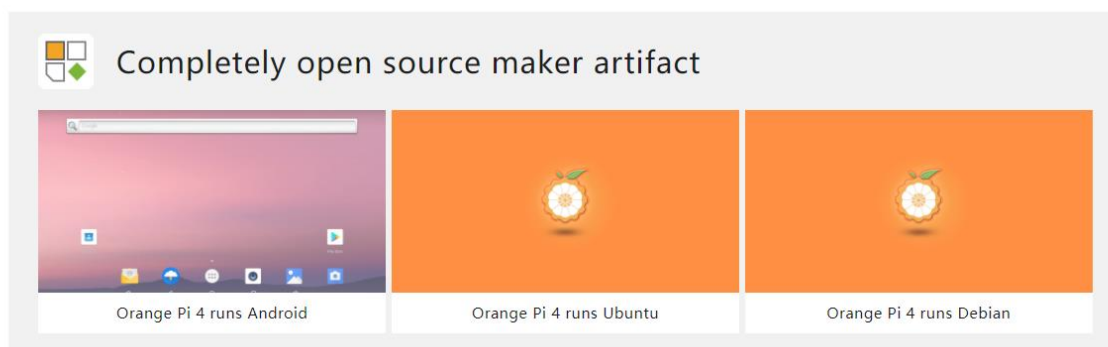 Completely open source maker artifact
Orange Pi 4 runs Android
Orange Pi 4 runs Ubuntu
Orange Pi 4 runs Debian